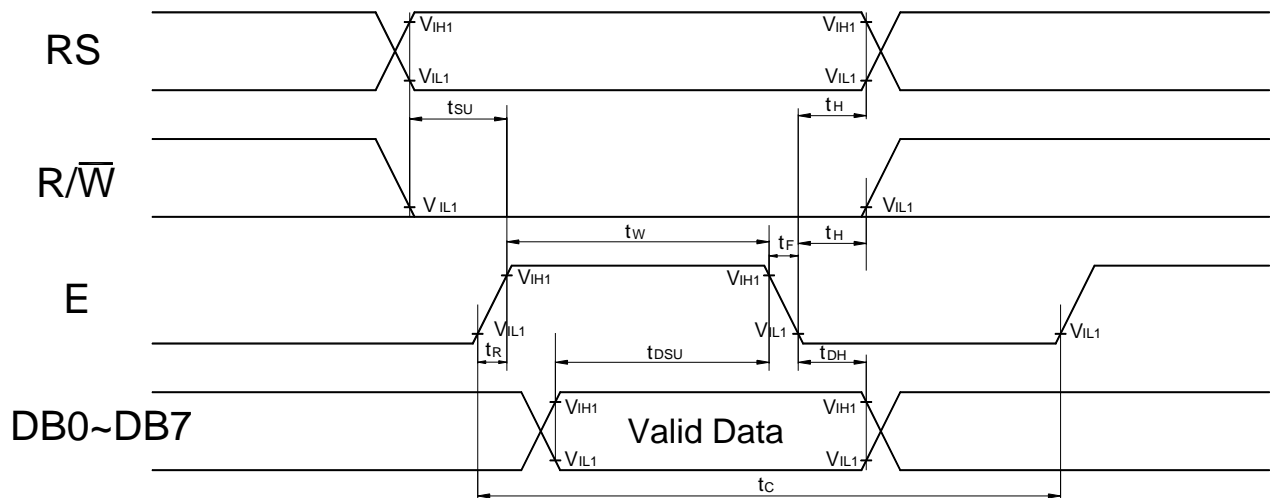 RS
VIH1 VIH1
VIL1 VIL1
tSU tH
R/W̅
VIL1 VIL1
tW tF tH
E
VIH1 VIH1
VIL1 VIL1 VIL1
tR tDSU tDH
DB0~DB7
VIH1 Valid Data VIH1
VIL1 VIL1
tC